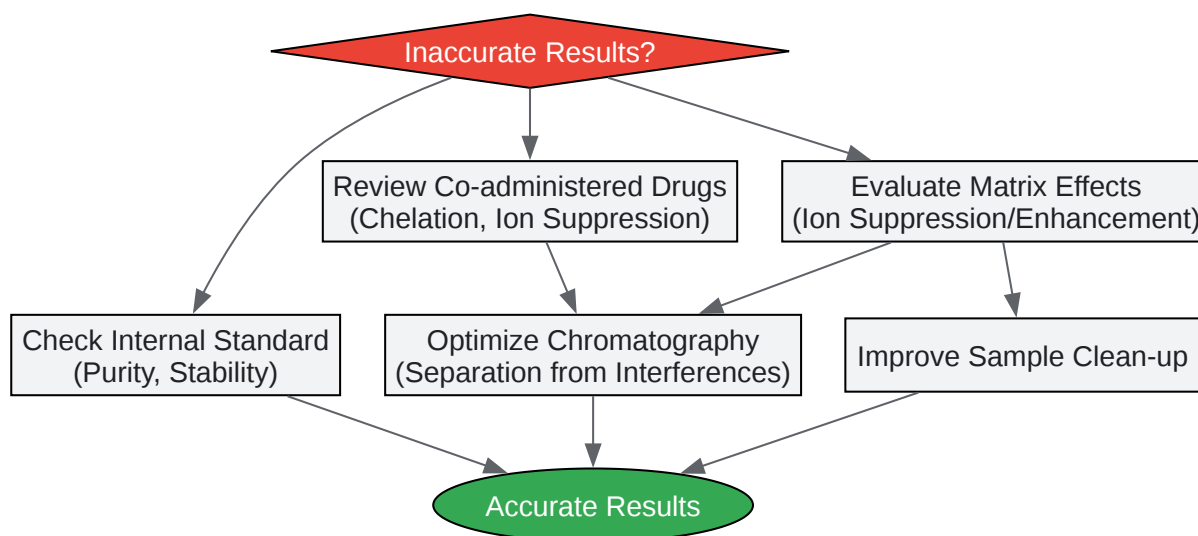 Inaccurate Results?
Review Co-administered Drugs
(Chelation, Ion Suppression)
Evaluate Matrix Effects
(Ion Suppression/Enhancement)
Check Internal Standard
(Purity, Stability)
Optimize Chromatography
(Separation from Interferences)
Improve Sample Clean-up
Accurate Results